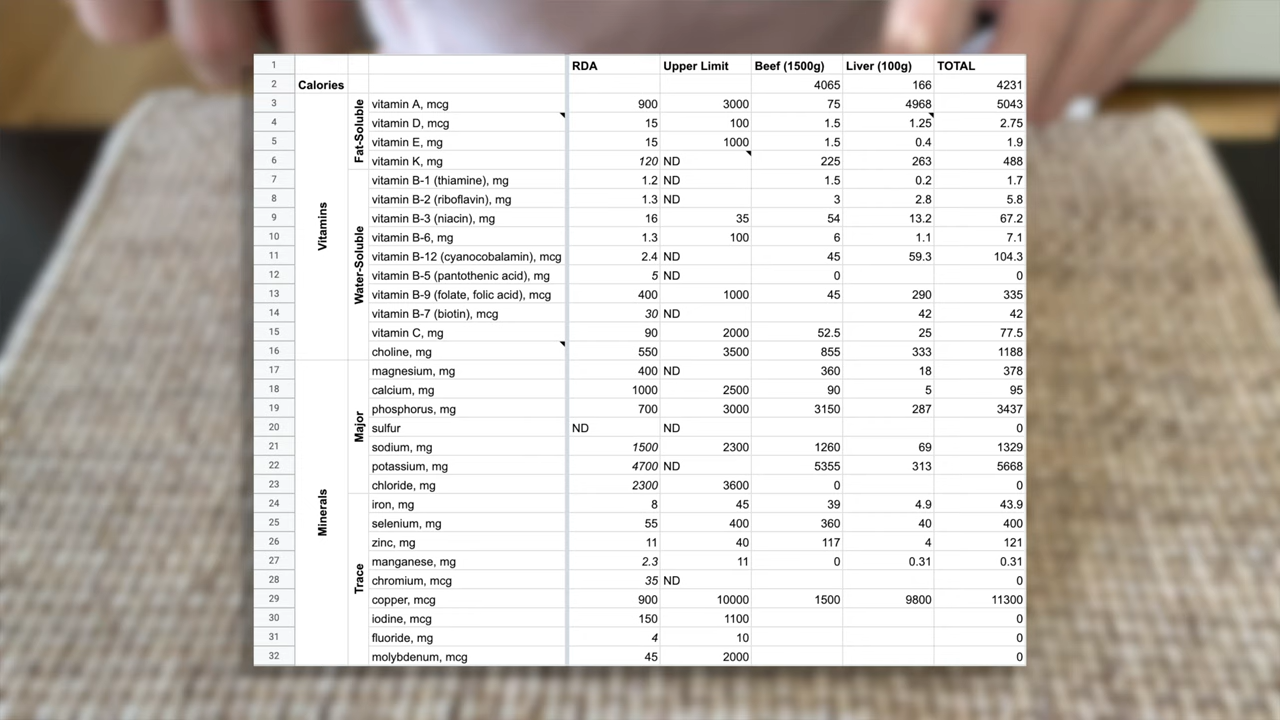 1 RDA Upper Limit Beef (1500g) Liver (100g) TOTAL
2 Calories 4065 166 4231
3 vitamin A, mcg 900 3000 75 4968 5043
4 vitamin D, mcg 15 100 1.5 1.25 2.75
5 vitamin E, mcg 15 1000 1.5 0.4 1.9
6 vitamin K, mcg 120 ND 225 263 488
7 vitamin B-1 (thiamine), mg 1.2 ND 1.5 0.2 1.7
8 vitamin B-2 (riboflavin), mg 1.3 ND 3 2.8 5.8
9 vitamin B-3 (niacin), mg 16 35 54 13.2 67.2
10 vitamin B-6, mg 1.3 100 6 1.1 7.1
11 vitamin B-12 (cyanocobalamin), mcg 2.4 ND 45 59.3 104.3
12 vitamin B-5 (pantothenic acid), mg 5 ND 0 0
13 vitamin B-9 (folate, folic acid), mcg 400 1000 45 290 335
14 vitamin B-7 (biotin), mcg 30 ND 42 42
15 vitamin C, mg 90 2000 52.5 25 77.5
16 choline, mg 550 3500 855 333 1188
17 magnesium, mg 400 ND 360 18 378
18 calcium, mg 1000 2500 90 5 95
19 phosphorus, mg 700 3000 3150 287 3437
20 sulfur ND ND 0
21 sodium, mg 1500 2300 1260 69 1329
22 potassium, mg 4700 ND 5355 313 5668
23 chloride, mg 2300 3600 0 0
24 iron, mg 8 45 39 4.9 43.9
25 selenium, mg 55 400 360 40 400
26 zinc, mg 11 40 117 4 121
27 manganese, mg 2.3 11 0 0.31 0.31
28 chromium, mcg 35 ND 0
29 copper, mcg 900 10000 1500 9800 11300
30 iodine, mcg 150 1100 0
31 fluoride, mg 4 10 0
32 molybdenum, mcg 45 2000 0
Vitamins
Fat-Soluble
Water-Soluble
Minerals
Major
Trace